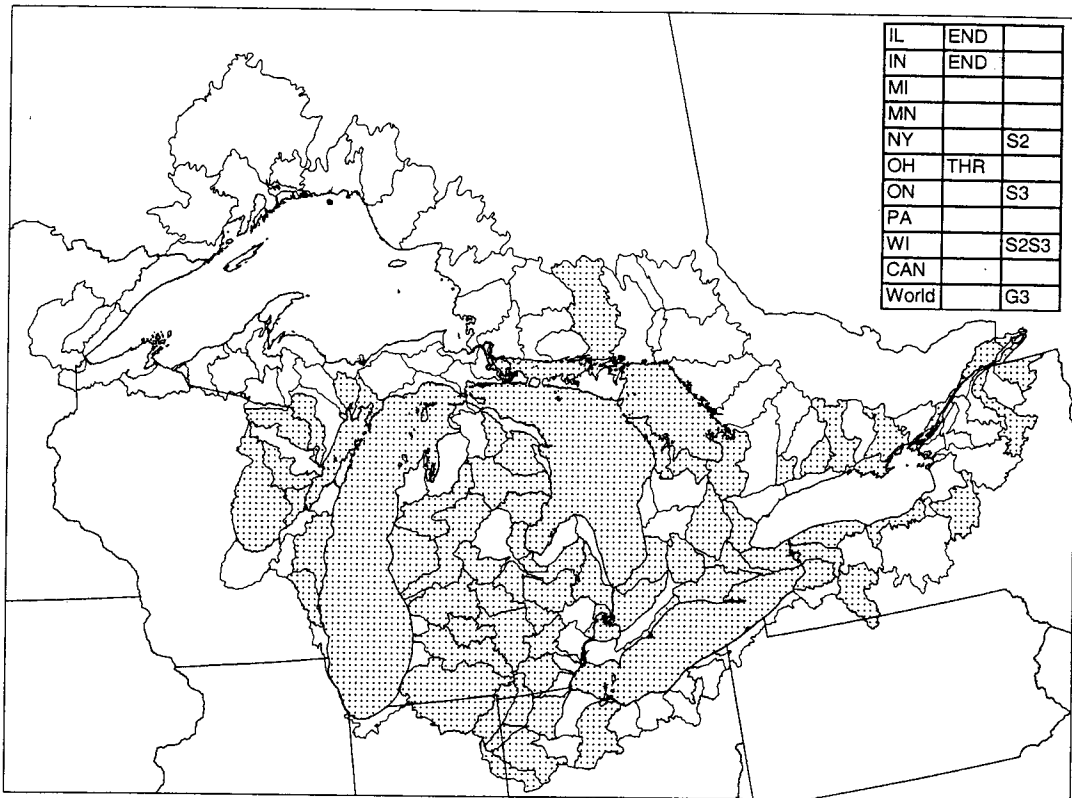 IL END
IN END
MI
MN
NY S2
OH THR
ON S3
PA
WI S2S3
CAN
World G3